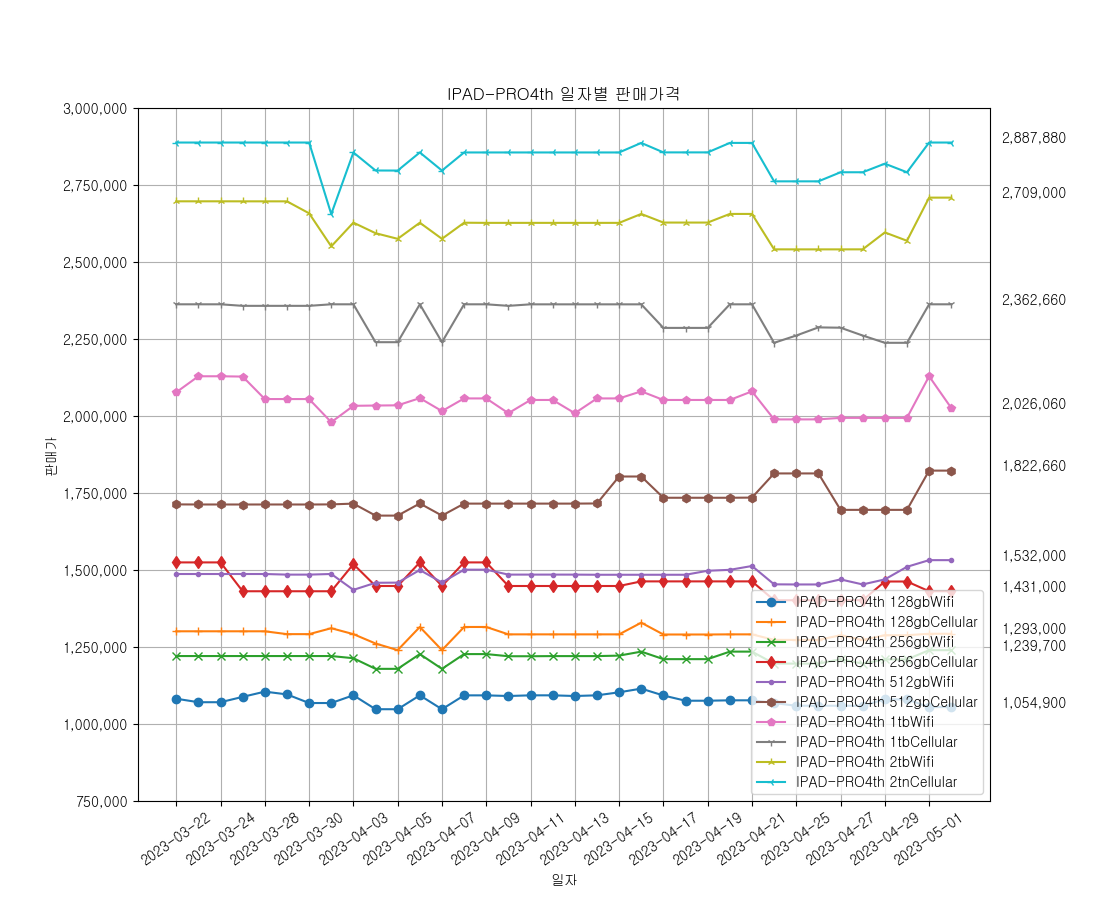 IPAD-PRO4th 일자별 판매가격
판매가
3,000,000
2,750,000
2,500,000
2,250,000
2,000,000
1,750,000
1,500,000
1,250,000
1,000,000
750,000
2,887,880
2,709,000
2,362,660
2,026,060
1,822,660
1,532,000
1,431,000
1,293,000
1,239,700
1,054,900
IPAD-PRO4th 128gbWifi
IPAD-PRO4th 128gbCellular
IPAD-PRO4th 256gbWifi
IPAD-PRO4th 256gbCellular
IPAD-PRO4th 512gbWifi
IPAD-PRO4th 512gbCellular
IPAD-PRO4th 1tbWifi
IPAD-PRO4th 1tbCellular
IPAD-PRO4th 2tbWifi
IPAD-PRO4th 2tnCellular
2023-03-22
2023-03-24
2023-03-28
2023-03-30
2023-04-03
2023-04-05
2023-04-07
2023-04-09
2023-04-11
2023-04-13
2023-04-15
2023-04-17
2023-04-19
2023-04-21
2023-04-25
2023-04-27
2023-04-29
2023-05-01
일자